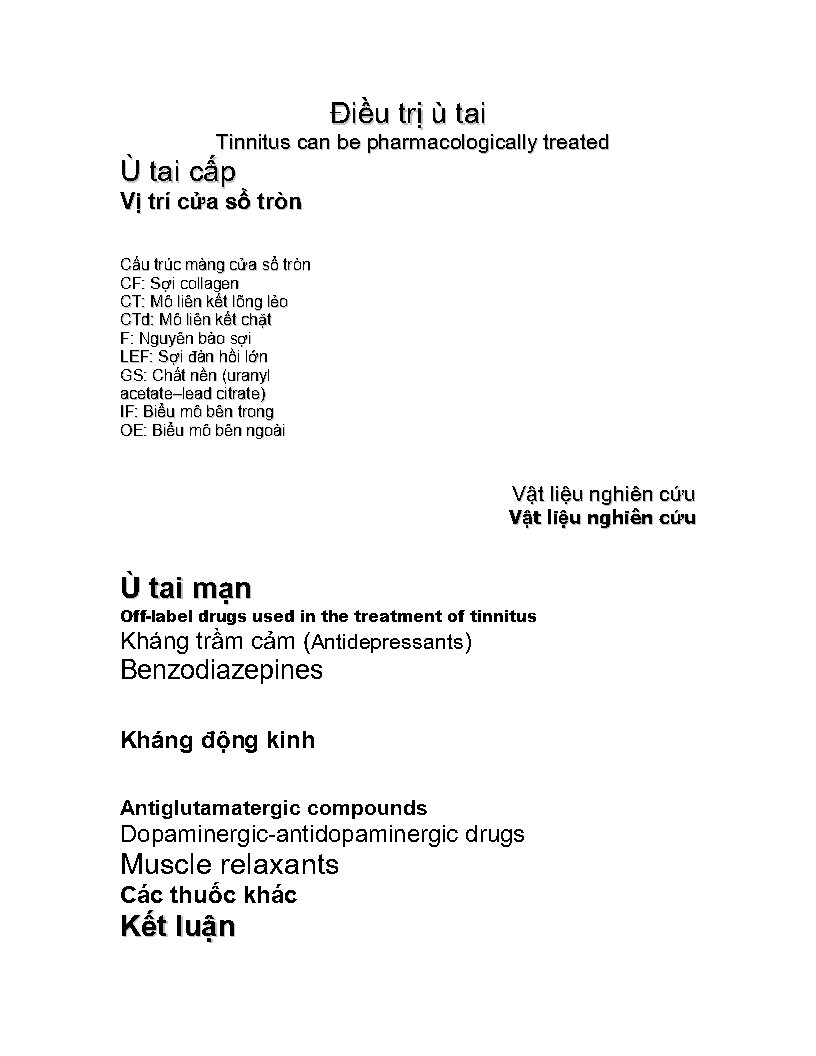 Điều trị ù tai
Tinnitus can be pharmacologically treated
Ù tai cấp
Vị trí cửa sổ tròn
Cấu trúc màng cửa sổ tròn
CF: Sợi collagen
CT: Mô liên kết lõng lẻo
CTd: Mô liên kết chặt
F: Nguyên bào sợi
LEF: Sợi đàn hồi lớn
GS: Chất nền (uranyl
acetate–lead citrate)
IF: Biểu mô bên trong
OE: Biểu mô bên ngoài
Vật liệu nghiên cứu
Vật liệu nghiên cứu
Ù tai mạn
Off-label drugs used in the treatment of tinnitus
Kháng trầm cảm (Antidepressants)
Benzodiazepines
Kháng động kinh
Antiglutamatergic compounds
Dopaminergic-antidopaminergic drugs
Muscle relaxants
Các thuốc khác
Kết luận